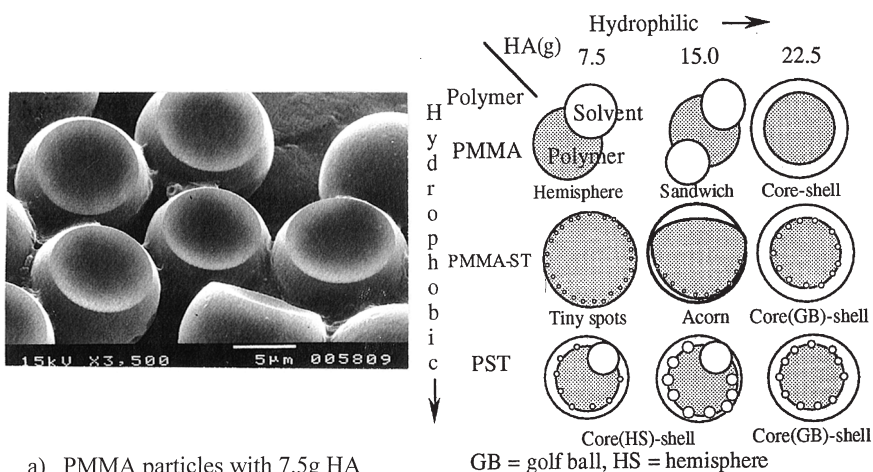 15kV X3,500 5µm 005809
a) PMMA particles with 7.5g HA
Hydrophilic
HA(g)
7.5 15.0 22.5
Polymer
Hydrophobic
PMMA
Solvent
Polymer
Hemisphere Sandwich Core-shell
PMMA-ST
Tiny spots Acorn Core(GB)-shell
PST
Core(HS)-shell Core(GB)-shell
GB = golf ball, HS = hemisphere